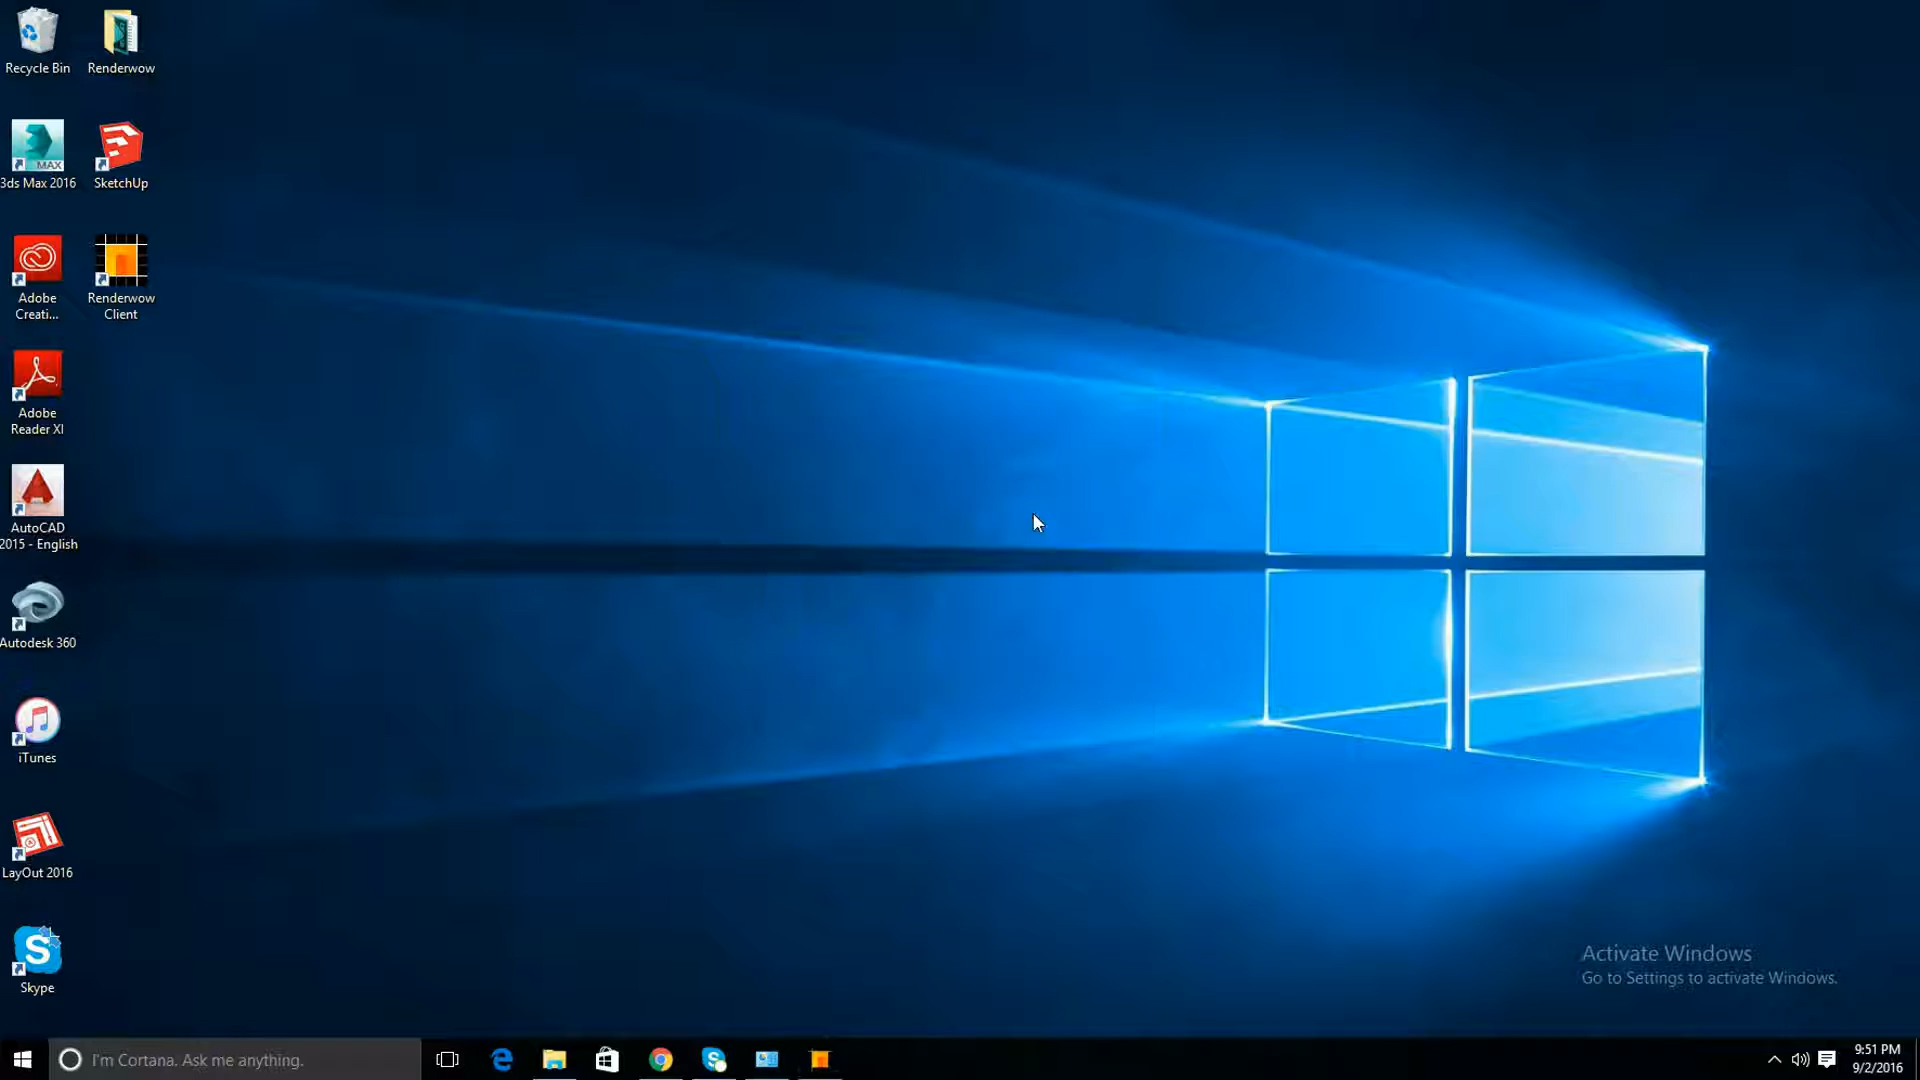 Recycle Bin
Renderwow
MAX
3ds Max 2016
SketchUp
Adobe
Creati...
Renderwow
Client
Adobe
Reader XI
AutoCAD
2015 - English
Autodesk 360
iTunes
LayOut 2016
S
Skype
Activate Windows
Go to Settings to activate Windows.
I'm Cortana. Ask me anything.
9:51 PM
9/2/2016